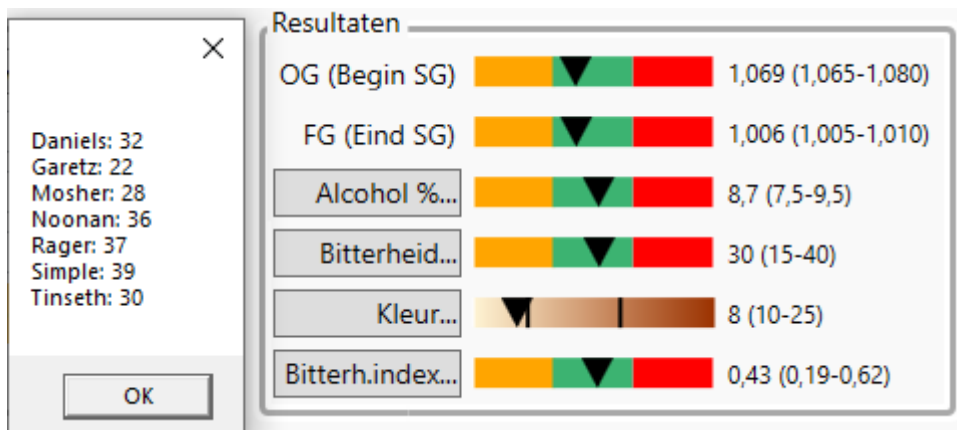 Daniels: 32
Garetz: 22
Mosher: 28
Noonan: 36
Rager: 37
Simple: 39
Tinseth: 30
OK
Resultaten
OG (Begin SG) 1,069 (1,065-1,080)
FG (Eind SG) 1,006 (1,005-1,010)
Alcohol %... 8,7 (7,5-9,5)
Bitterheid... 30 (15-40)
Kleur... 8 (10-25)
Bitterh.index... 0,43 (0,19-0,62)